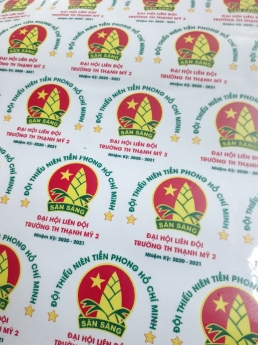 ĐỘI THIẾU NIÊN TIỀN PHONG HỒ CHÍ MINH
SẴN SÀNG
ĐẠI HỘI LIÊN ĐỘI
TRƯỜNG TH THẠNH MỸ 2
Nhiệm Kỳ: 2020 - 2021